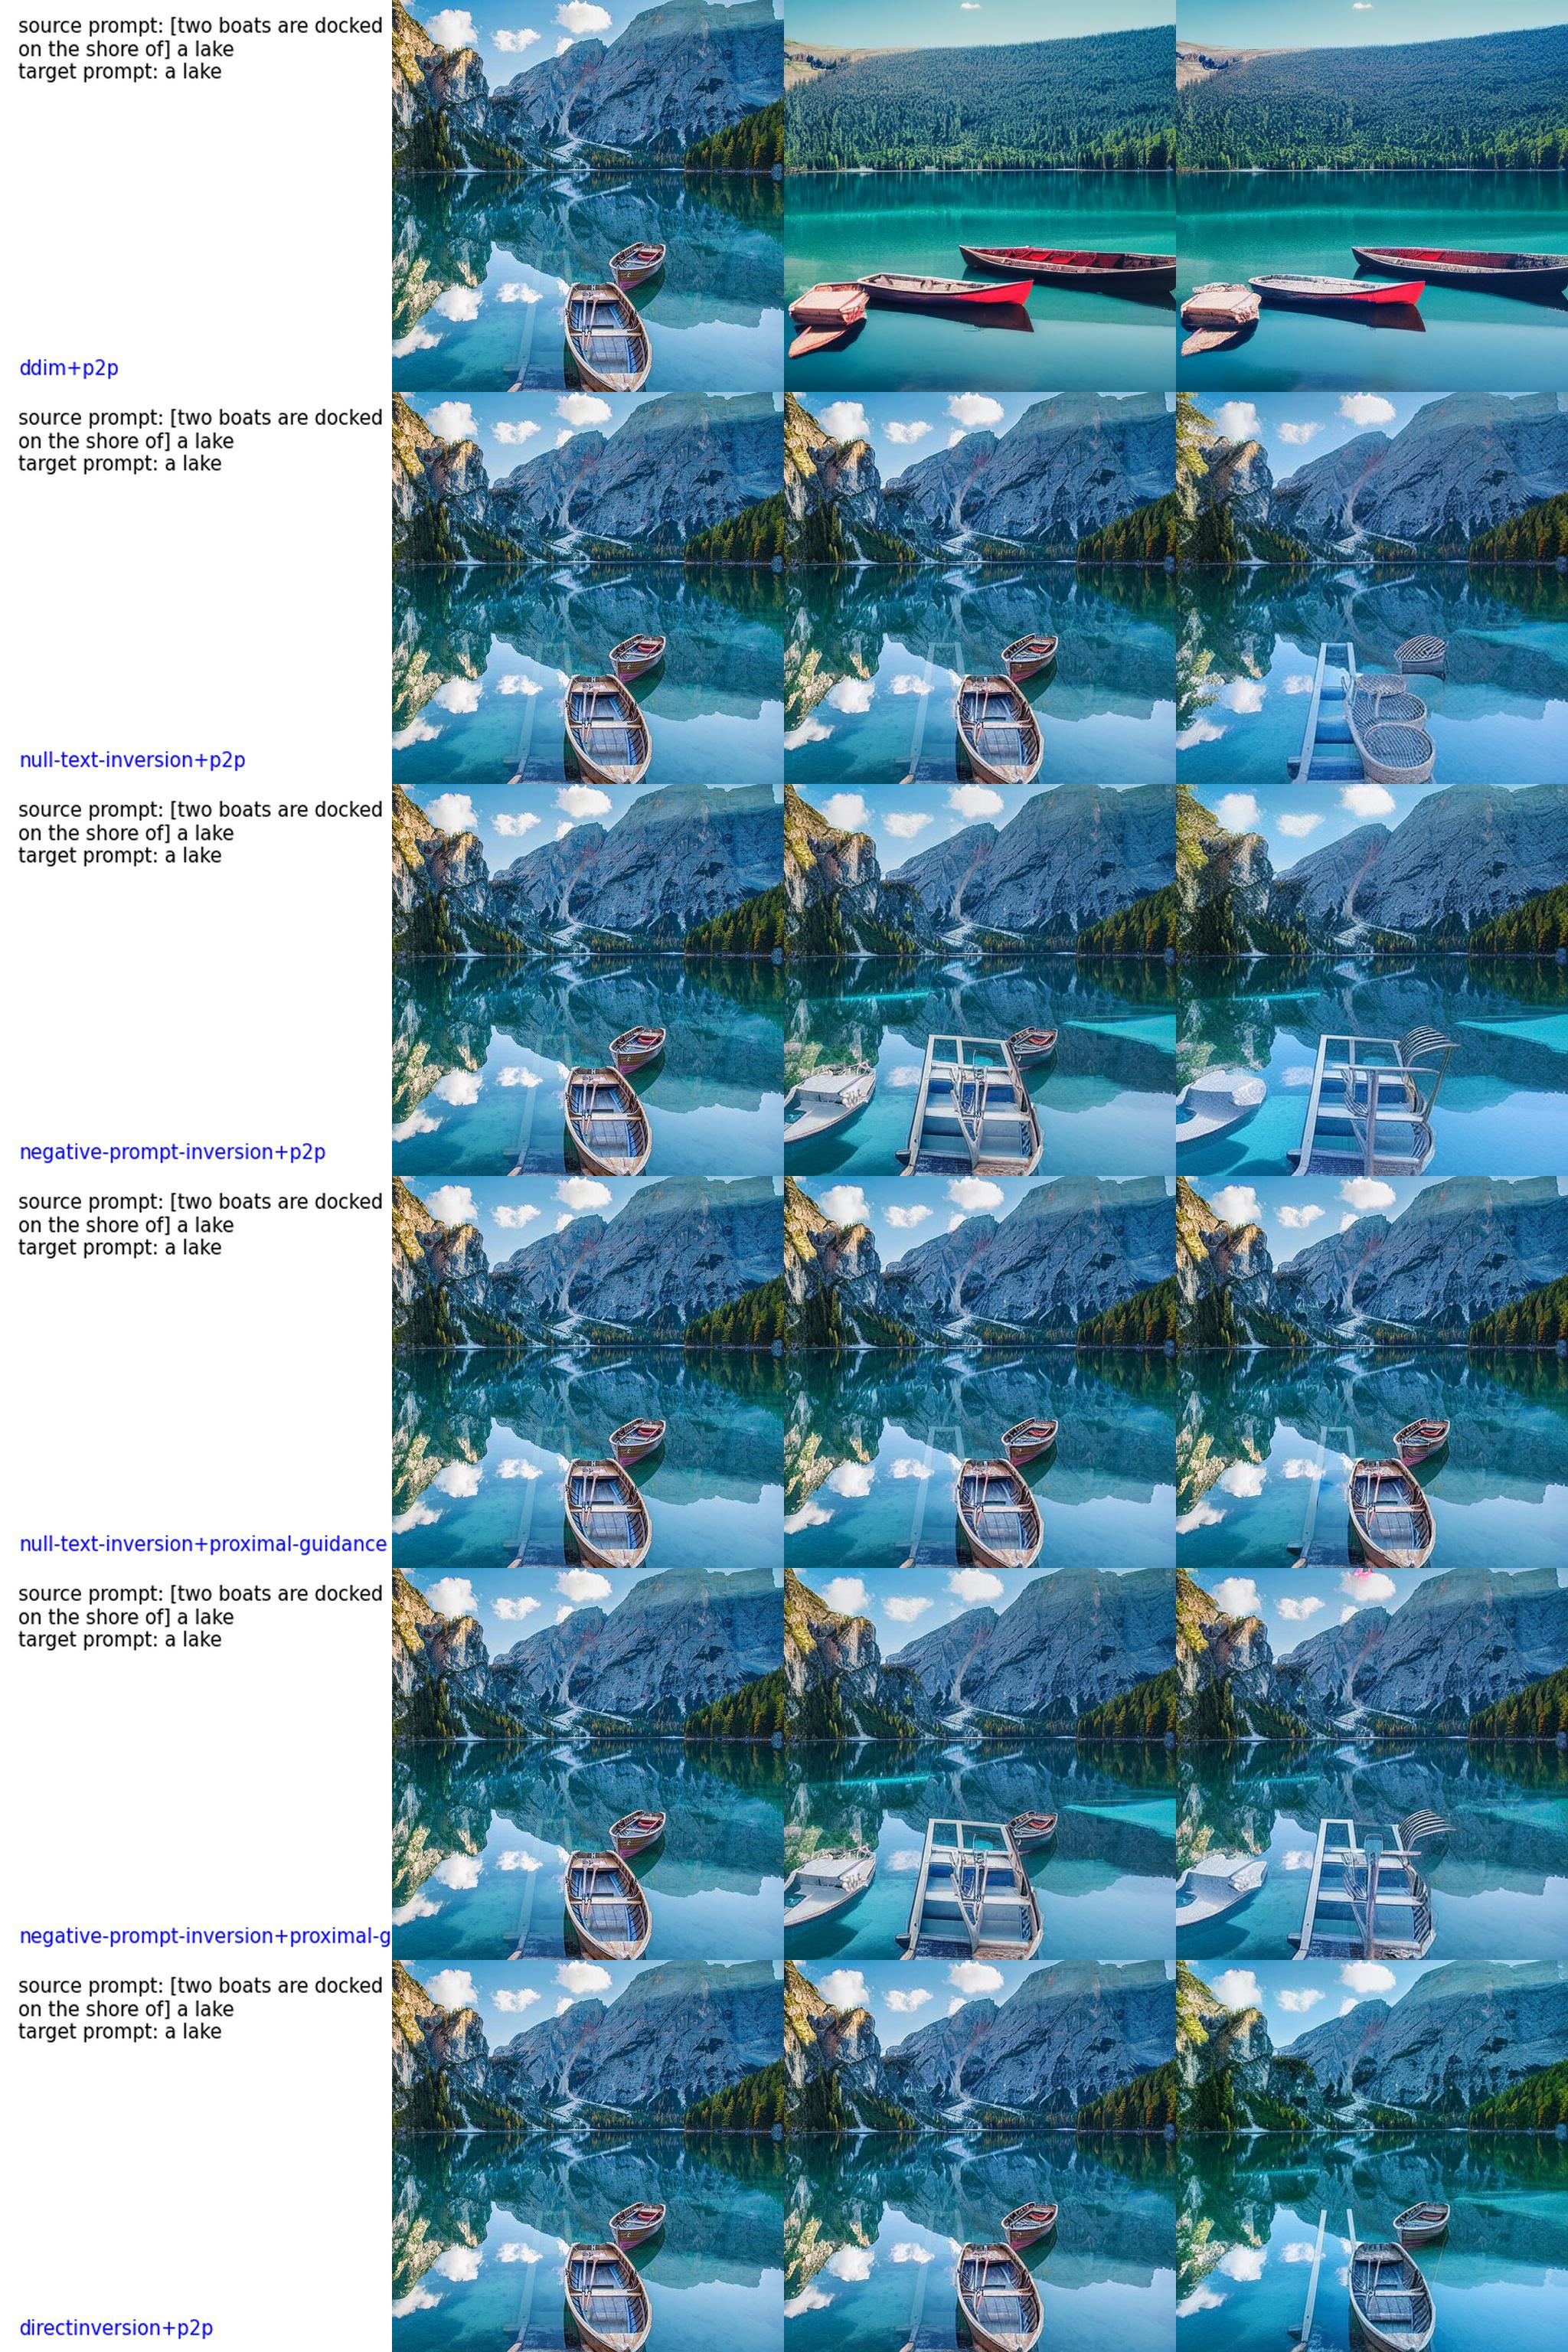 source prompt: [two boats are docked
on the shore of] a lake
target prompt: a lake
ddim+p2p
source prompt: [two boats are docked
on the shore of] a lake
target prompt: a lake
null-text-inversion+p2p
source prompt: [two boats are docked
on the shore of] a lake
target prompt: a lake
negative-prompt-inversion+p2p
source prompt: [two boats are docked
on the shore of] a lake
target prompt: a lake
null-text-inversion+proximal-guidance
source prompt: [two boats are docked
on the shore of] a lake
target prompt: a lake
negative-prompt-inversion+proximal-g
source prompt: [two boats are docked
on the shore of] a lake
target prompt: a lake
directinversion+p2p